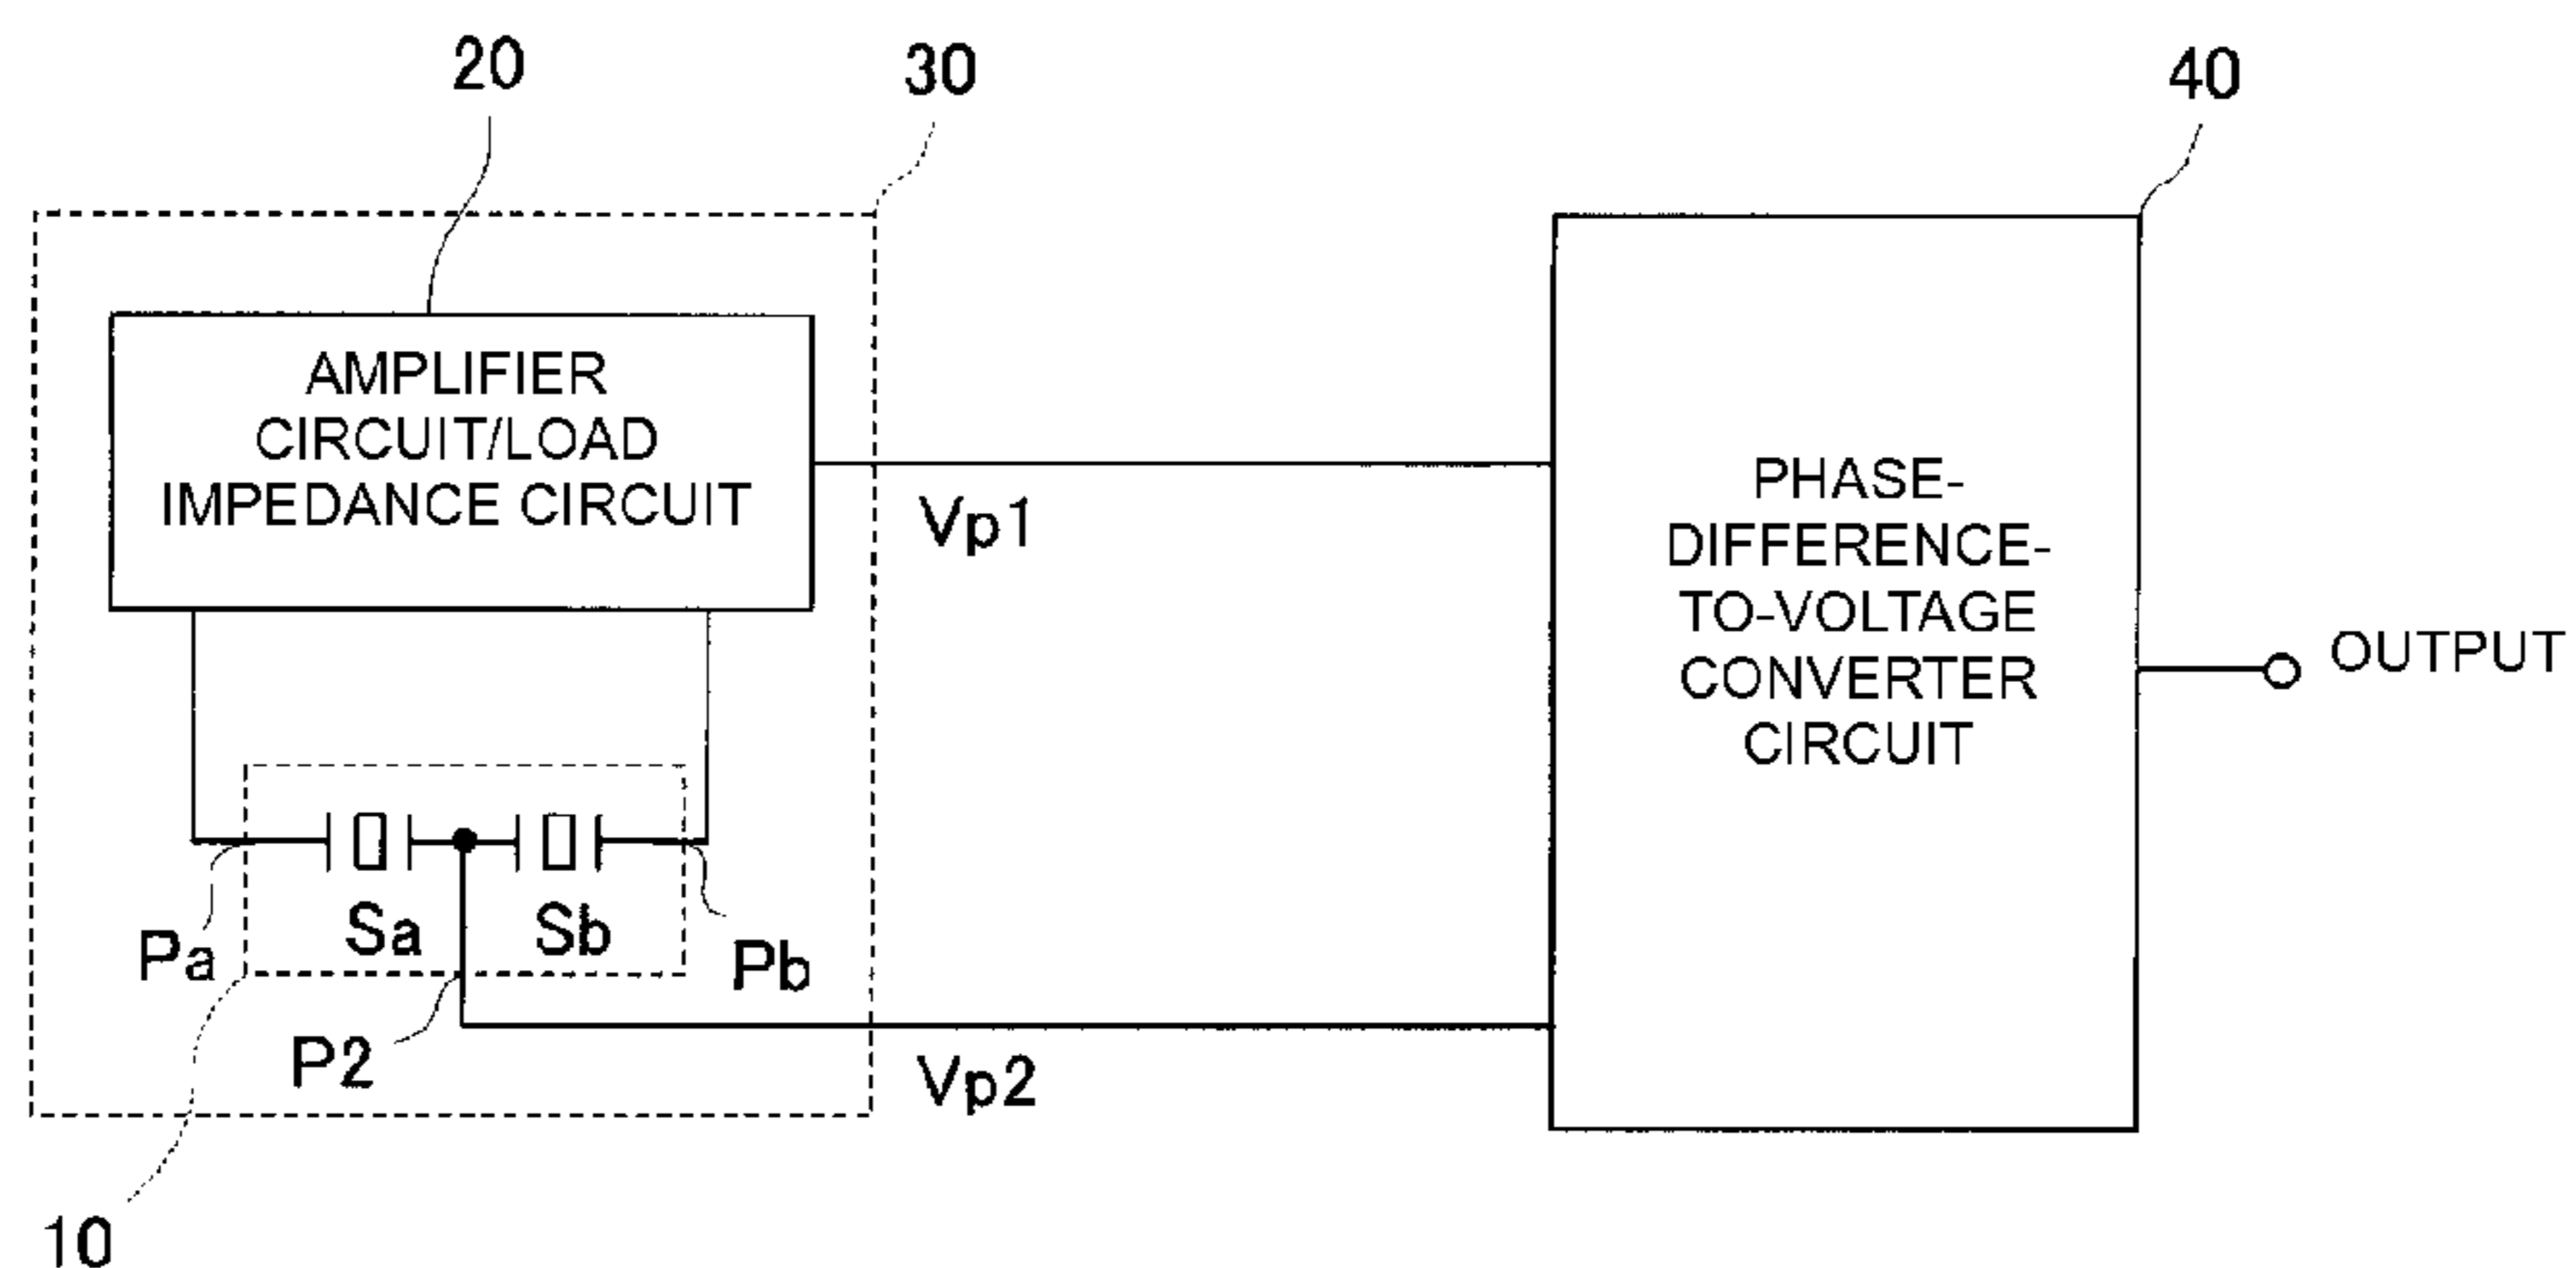 20
30
40
AMPLIFIER
CIRCUIT/LOAD
IMPEDANCE CIRCUIT
Vp1
PHASE-
DIFFERENCE-
TO-VOLTAGE
CONVERTER
CIRCUIT
OUTPUT
Pa
Sa
Sb
Pb
P2
Vp2
10